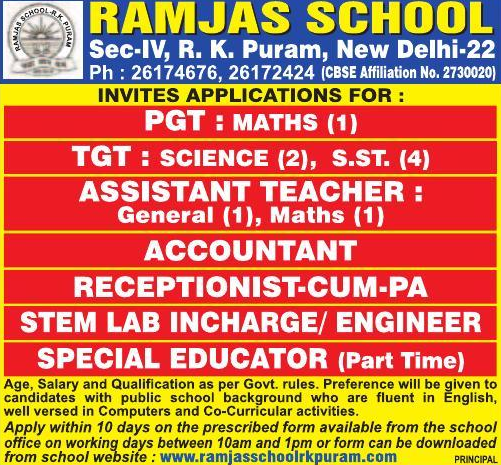 RAMJAS SCHOOL-R.K. PURAM
RAMJAS SCHOOL
Sec-IV, R. K. Puram, New Delhi-22
Ph : 26174676, 26172424 (CBSE Affiliation No. 2730020)
INVITES APPLICATIONS FOR :
PGT : MATHS (1)
TGT : SCIENCE (2), S.ST. (4)
ASSISTANT TEACHER :
General (1), Maths (1)
ACCOUNTANT
RECEPTIONIST-CUM-PA
STEM LAB INCHARGE/ ENGINEER
SPECIAL EDUCATOR (Part Time)
Age, Salary and Qualification as per Govt. rules. Preference will be given to
candidates with public school background who are fluent in English,
well versed in Computers and Co-Curricular activities.
Apply within 10 days on the prescribed form available from the school
office on working days between 10am and 1pm or form can be downloaded
from school website : www.ramjasschoolrkpuram.com PRINCIPAL